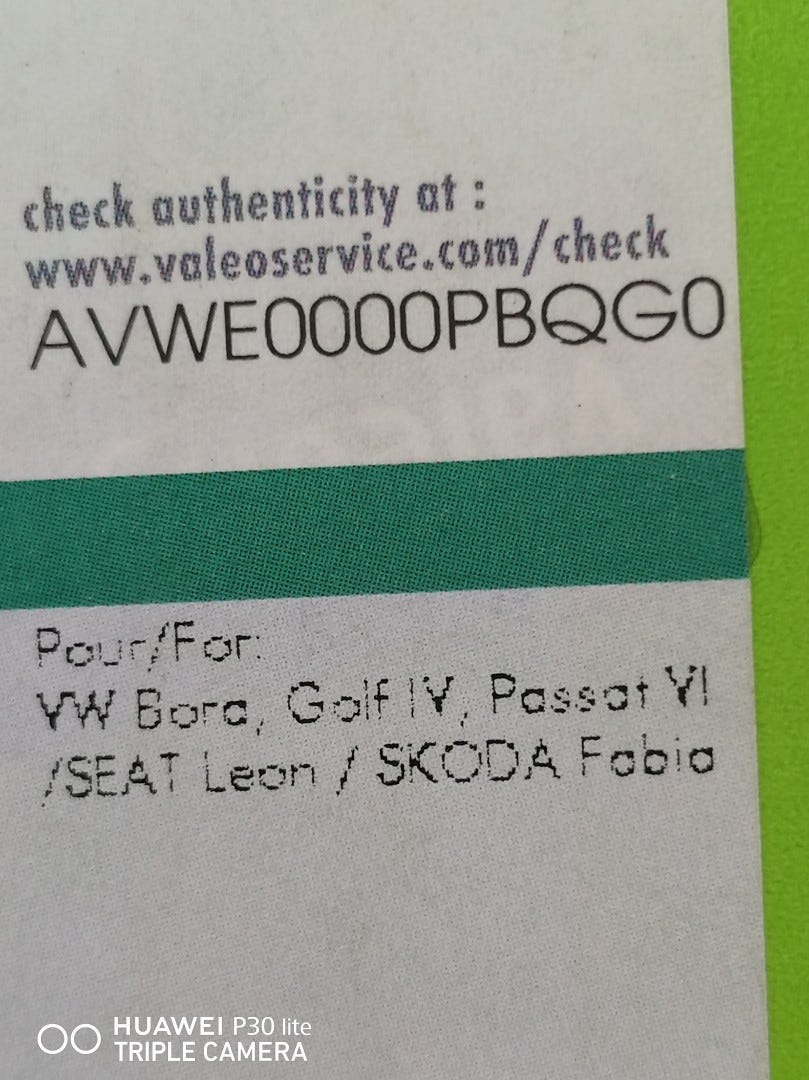 check authenticity at :
www.valeoservice.com/check
AVWE0000PBQG0
Pour/For:
VW Bora, Golf IV, Passat VI
/SEAT Leon / SKODA Fabia
HUAWEI P30 lite
TRIPLE CAMERA